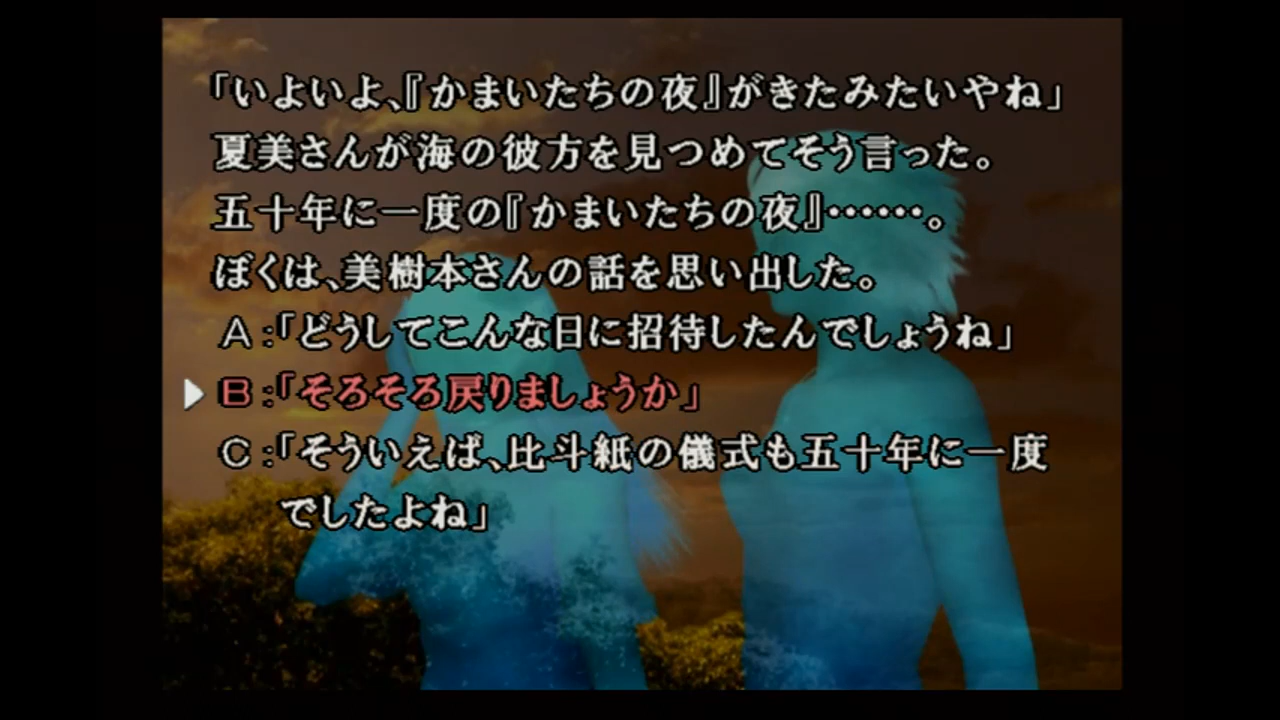 「いよいよ、『かまいたちの夜』がきたみたいやね」
夏美さんが海の彼方を見つめてそう言った。
五十年に一度の『かまいたちの夜』……。
ぼくは、美樹本さんの話を思い出した。
A:「どうしてこんな日に招待したんでしょうね」
B:「そろそろ戻りましょうか」
C:「そういえば、比斗紙の儀式も五十年に一度
でしたよね」